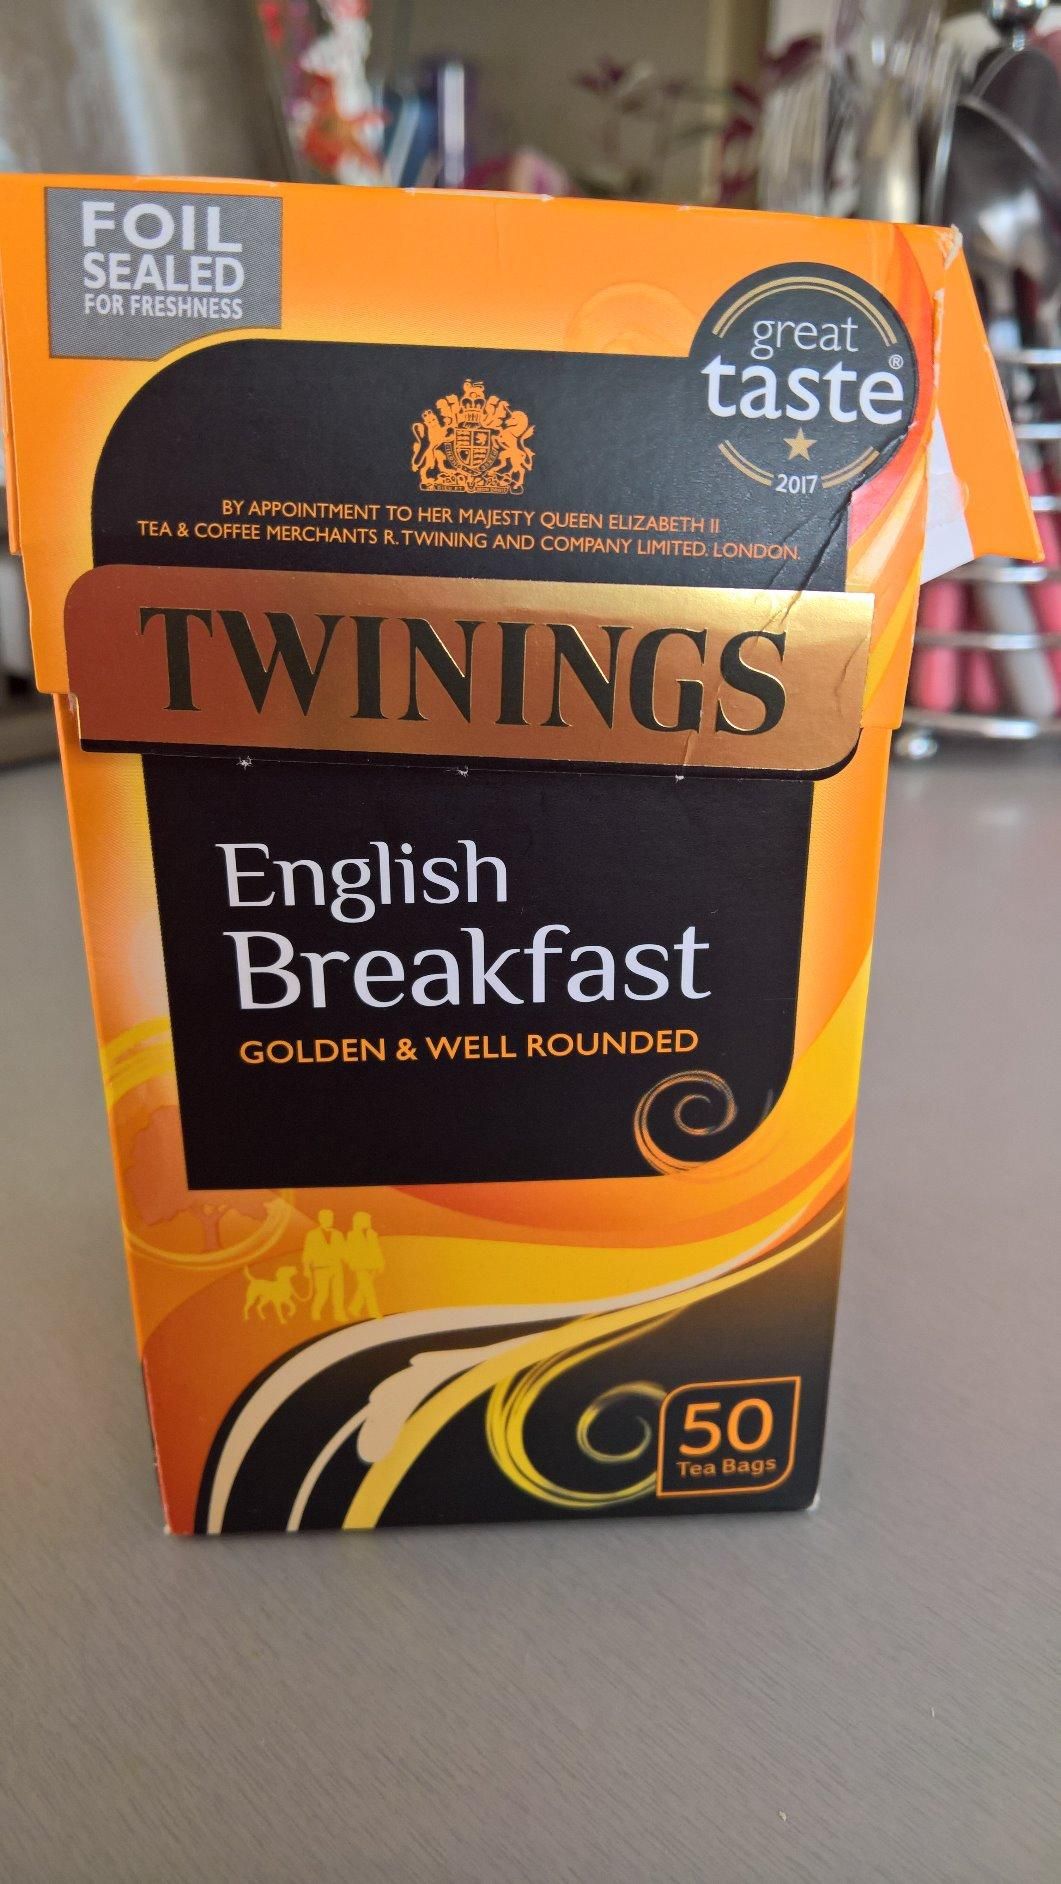 FOIL
SEALED
FOR FRESHNESS
great
taste®
2017
BY APPOINTMENT TO HER MAJESTY QUEEN ELIZABETH II
TEA & COFFEE MERCHANTS R. TWINING AND COMPANY LIMITED. LONDON.
TWININGS
English
Breakfast
GOLDEN & WELL ROUNDED
50
Tea Bags